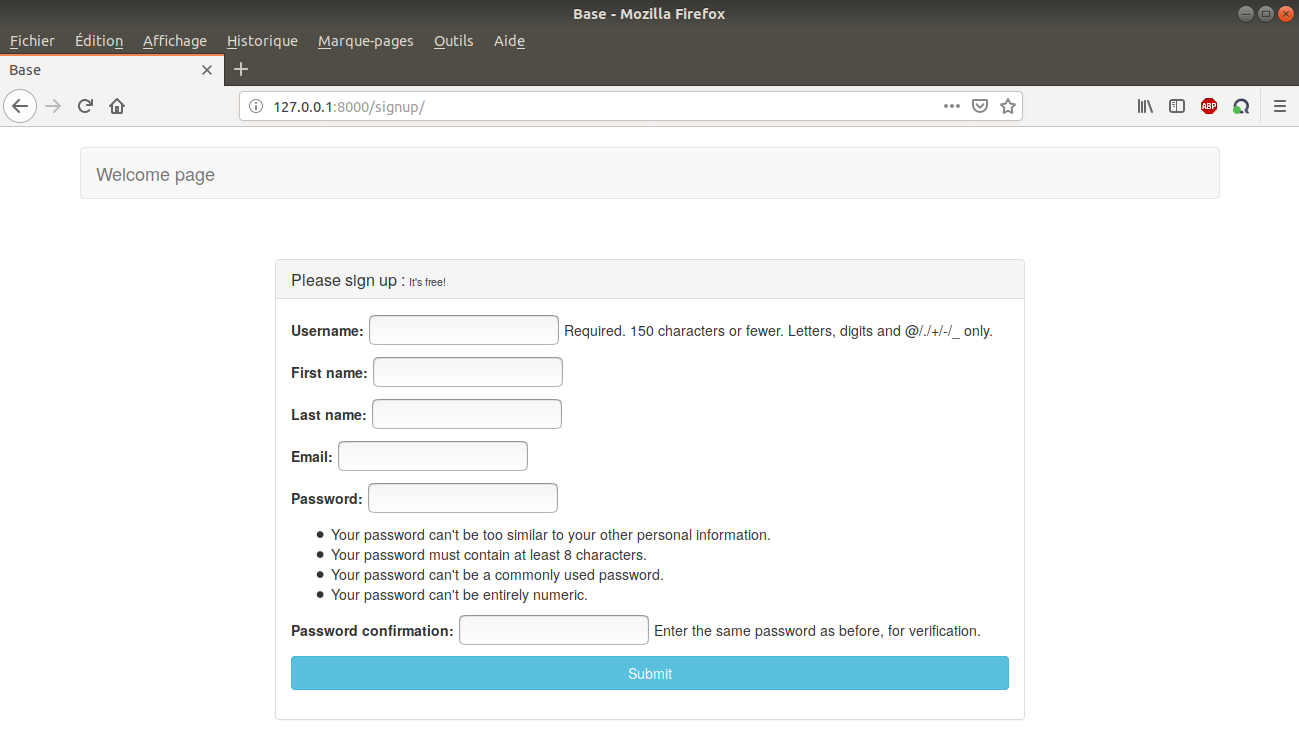 Base - Mozilla Firefox
Fichier Édition Affichage Historique Marque-pages Outils Aide
Base
127.0.0.1:8000/signup/
ABP
Welcome page
Please sign up : It's free!
Username: Required. 150 characters or fewer. Letters, digits and @/./+/-/_ only.
First name:
Last name:
Email:
Password:
Your password can't be too similar to your other personal information.
Your password must contain at least 8 characters.
Your password can't be a commonly used password.
Your password can't be entirely numeric.
Password confirmation: Enter the same password as before, for verification.
Submit